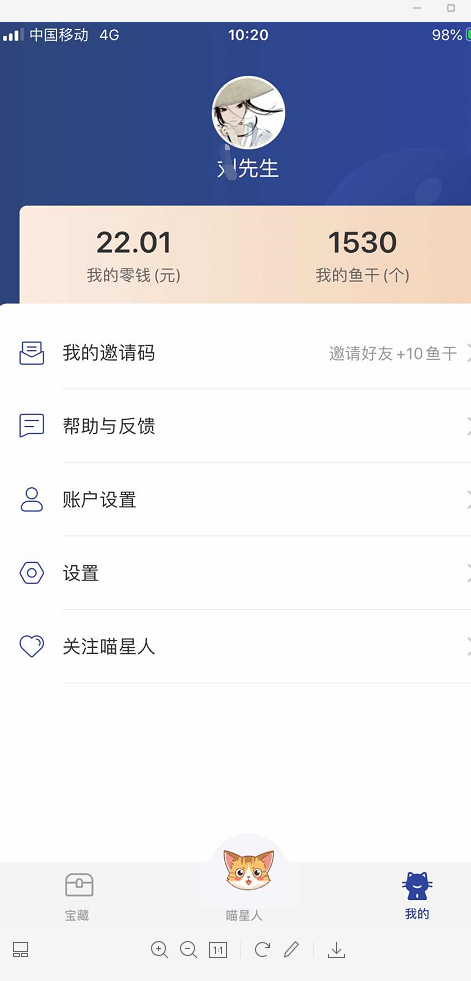 中国移动 4G 10:20 98%
刘先生
22.01 1530
我的零钱(元) 我的鱼干(个)
我的邀请码 邀请好友+10鱼干
帮助与反馈
账户设置
设置
关注喵星人
宝藏 喵星人 我的
1:1